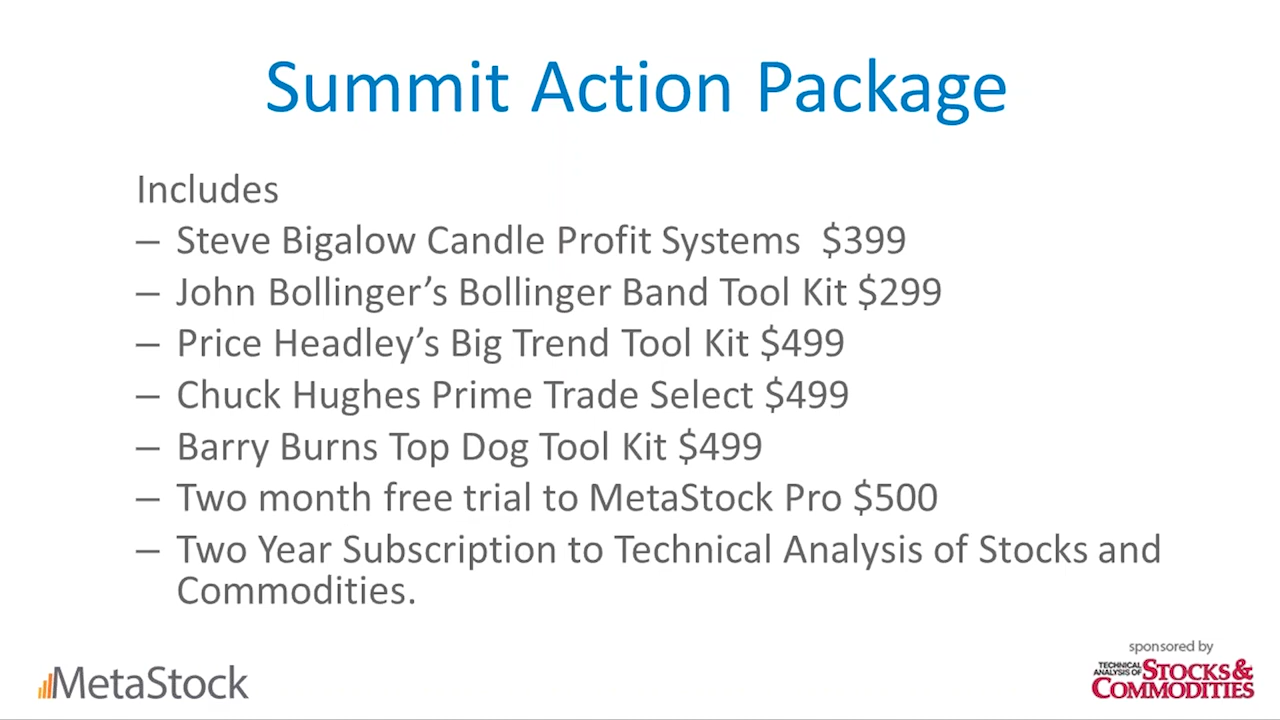 Summit Action Package
Includes
– Steve Bigalow Candle Profit Systems  $399
– John Bollinger’s Bollinger Band Tool Kit $299
– Price Headley’s Big Trend Tool Kit $499
– Chuck Hughes Prime Trade Select $499
– Barry Burns Top Dog Tool Kit $499
– Two month free trial to MetaStock Pro $500
– Two Year Subscription to Technical Analysis of Stocks and
Commodities.
MetaStock
sponsored by
TECHNICAL
ANALYSIS OF
STOCKS &
COMMODITIES